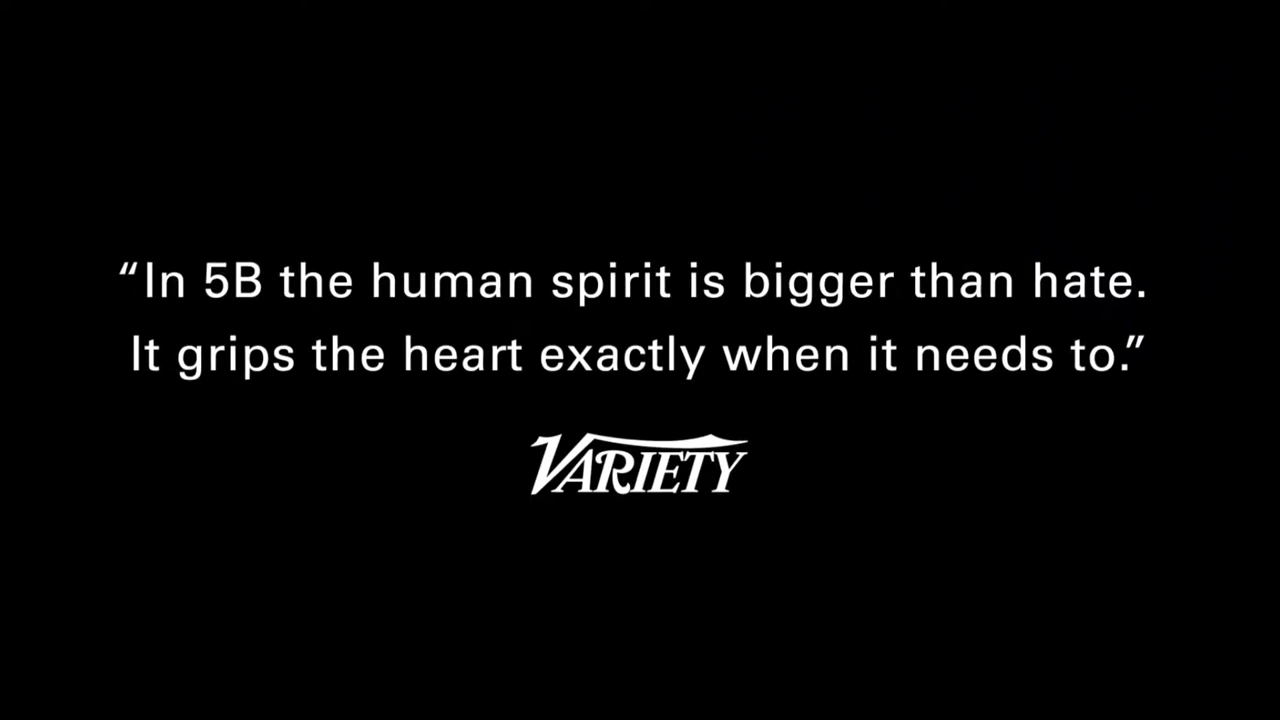 “In 5B the human spirit is bigger than hate.
It grips the heart exactly when it needs to.”
VARIETY